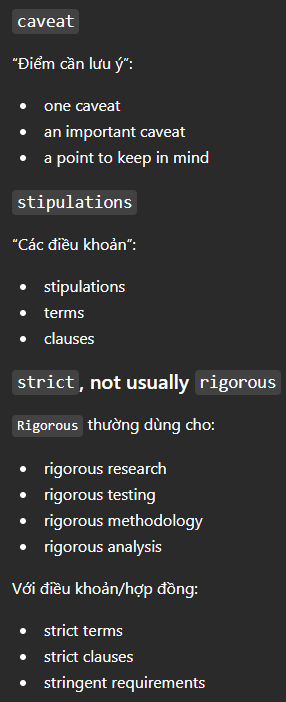 caveat
“Điểm cần lưu ý”:
• one caveat
• an important caveat
• a point to keep in mind
stipulations
“Các điều khoản”:
• stipulations
• terms
• clauses
strict, not usually rigorous
Rigorous thường dùng cho:
• rigorous research
• rigorous testing
• rigorous methodology
• rigorous analysis
Với điều khoản/hợp đồng:
• strict terms
• strict clauses
• stringent requirements